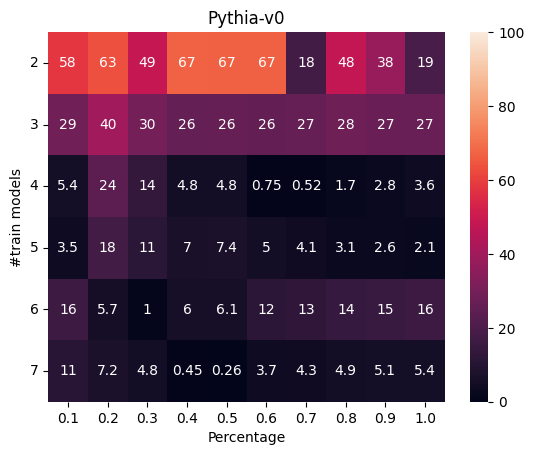 Pythia-v0
#train models
2 58 63 49 67 67 67 18 48 38 19
3 29 40 30 26 26 26 27 28 27 27
4 5.4 24 14 4.8 4.8 0.75 0.52 1.7 2.8 3.6
5 3.5 18 11 7 7.4 5 4.1 3.1 2.6 2.1
6 16 5.7 1 6 6.1 12 13 14 15 16
7 11 7.2 4.8 0.45 0.26 3.7 4.3 4.9 5.1 5.4
0.1 0.2 0.3 0.4 0.5 0.6 0.7 0.8 0.9 1.0
Percentage
100
80
60
40
20
0